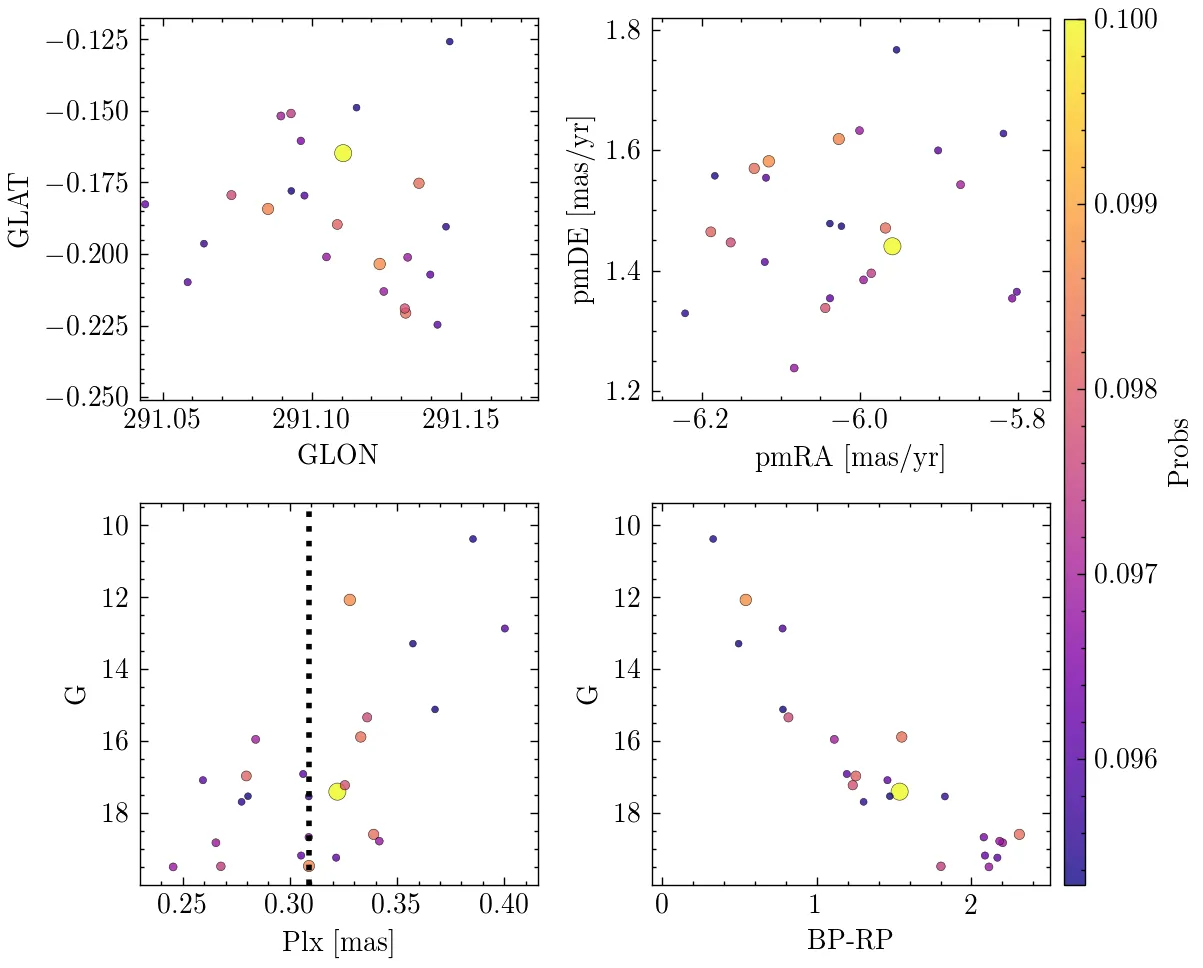 −0.125
−0.150
−0.175
−0.200
−0.225
−0.250
GLAT
291.05 291.10 291.15
GLON
1.8
1.6
1.4
1.2
pmDE [mas/yr]
−6.2 −6.0 −5.8
pmRA [mas/yr]
10
12
14
16
18
G
0.25 0.30 0.35 0.40
Plx [mas]
10
12
14
16
18
G
0 1 2
BP-RP
0.100
0.099
0.098
0.097
0.096
Probs